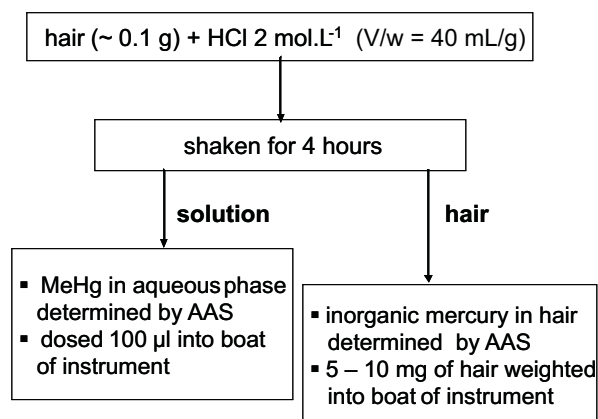 hair (~ 0.1 g) + HCl 2 mol.L-1 (V/w = 40 mL/g)
shaken for 4 hours
solution
hair
▪ MeHg in aqueous phase
determined by AAS
▪ dosed 100 µl into boat
of instrument
▪ inorganic mercury in hair
determined by AAS
▪ 5 – 10 mg of hair weighted
into boat of instrument